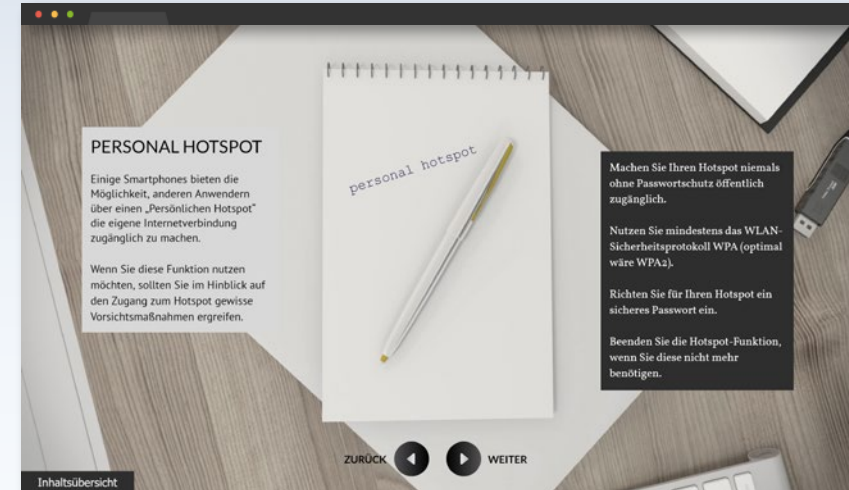 PERSONAL HOTSPOT
Einige Smartphones bieten die
Möglichkeit, anderen Anwendern
über einen „Persönlichen Hotspot“
die eigene Internetverbindung
zugänglich zu machen.
Wenn Sie diese Funktion nutzen
möchten, sollten Sie im Hinblick auf
den Zugang zum Hotspot gewisse
Vorsichtsmaßnahmen ergreifen.
personal hotspot
Machen Sie Ihren Hotspot niemals
ohne Passwortschutz öffentlich
zugänglich.
Nutzen Sie mindestens das WLAN-
Sicherheitsprotokoll WPA (optimal
wäre WPA2).
Richten Sie für Ihren Hotspot ein
sicheres Passwort ein.
Beenden Sie die Hotspot-Funktion,
wenn Sie diese nicht mehr
benötigen.
ZURÜCK WEITER
Inhaltsübersicht